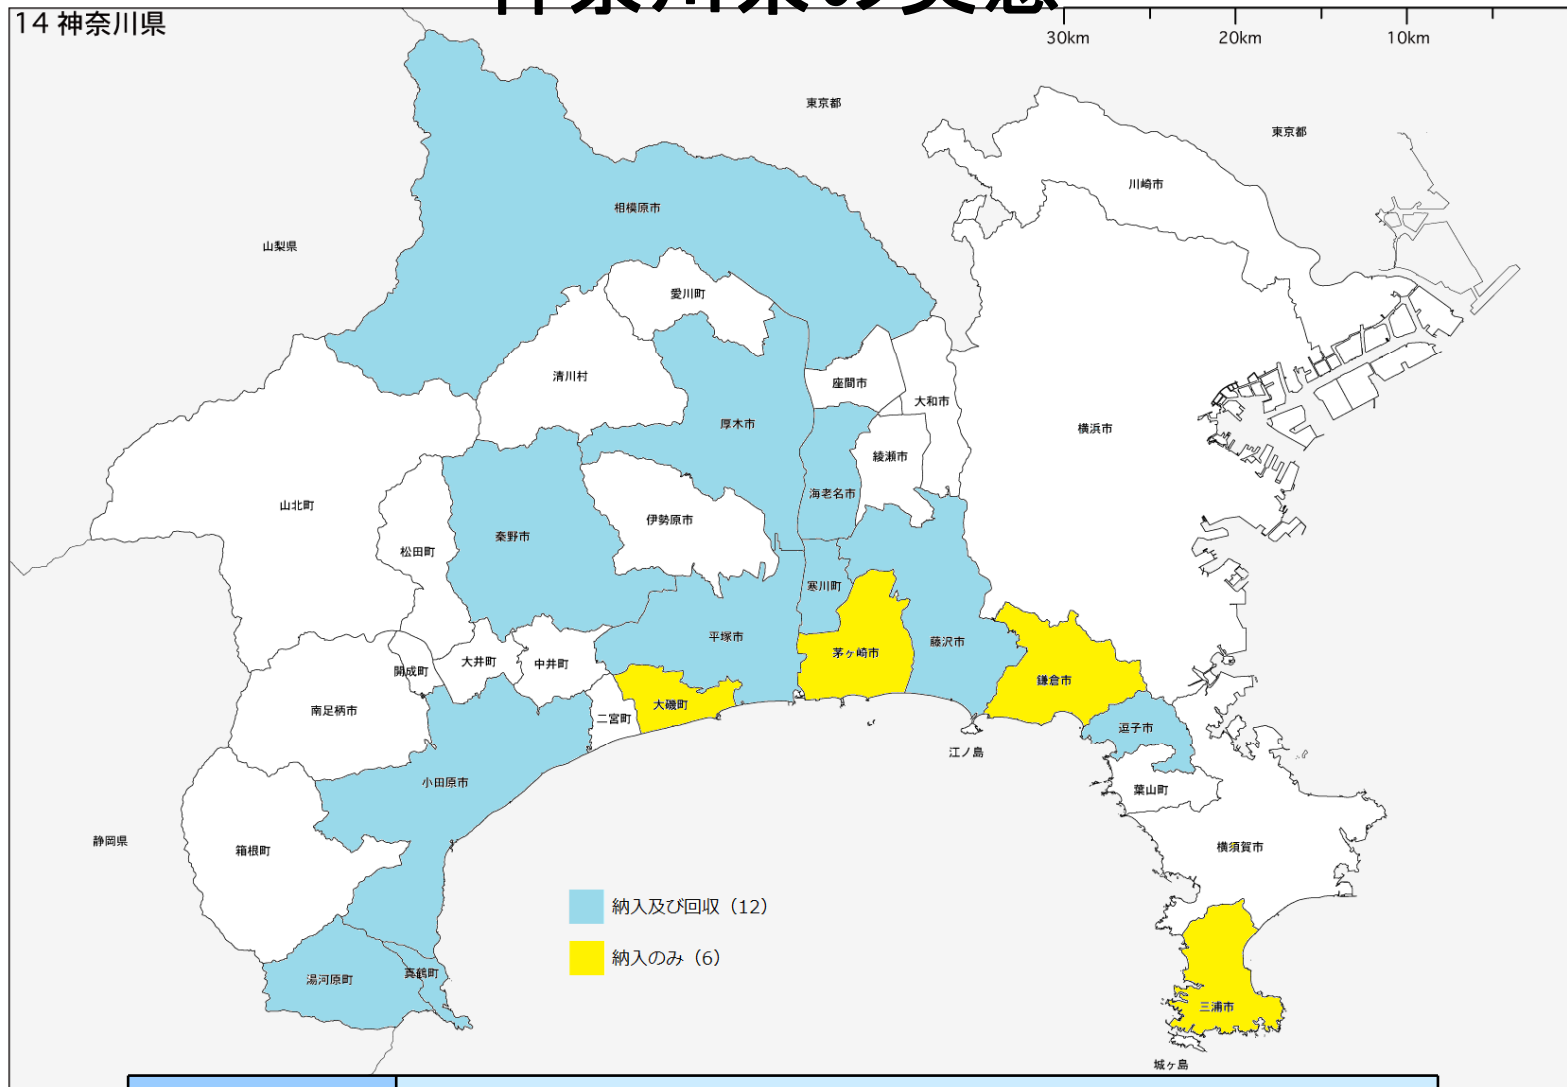 14 神奈川県
30km
20km
10km
東京都
東京都
川崎市
相模原市
山梨県
愛川町
清川村
座間市
大和市
厚木市
横浜市
綾瀬市
海老名市
山北町
伊勢原市
秦野市
松田町
寒川町
平塚市
藤沢市
茅ヶ崎市
大井町
中井町
開成町
鎌倉市
大磯町
南足柄市
二宮町
逗子市
江ノ島
小田原市
葉山町
静岡県
箱根町
横須賀市
納入及び回収（12）
納入のみ（6）
真鶴町
湯河原町
三浦市
城ヶ島